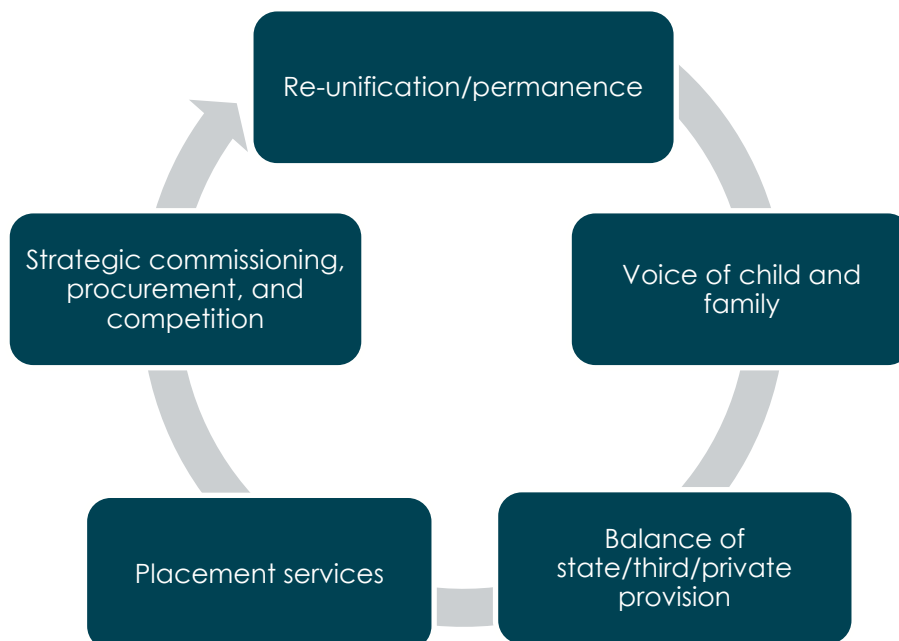 Re-unification/permanence
Voice of child and
family
Balance of
state/third/private
provision
Placement services
Strategic commissioning,
procurement, and
competition